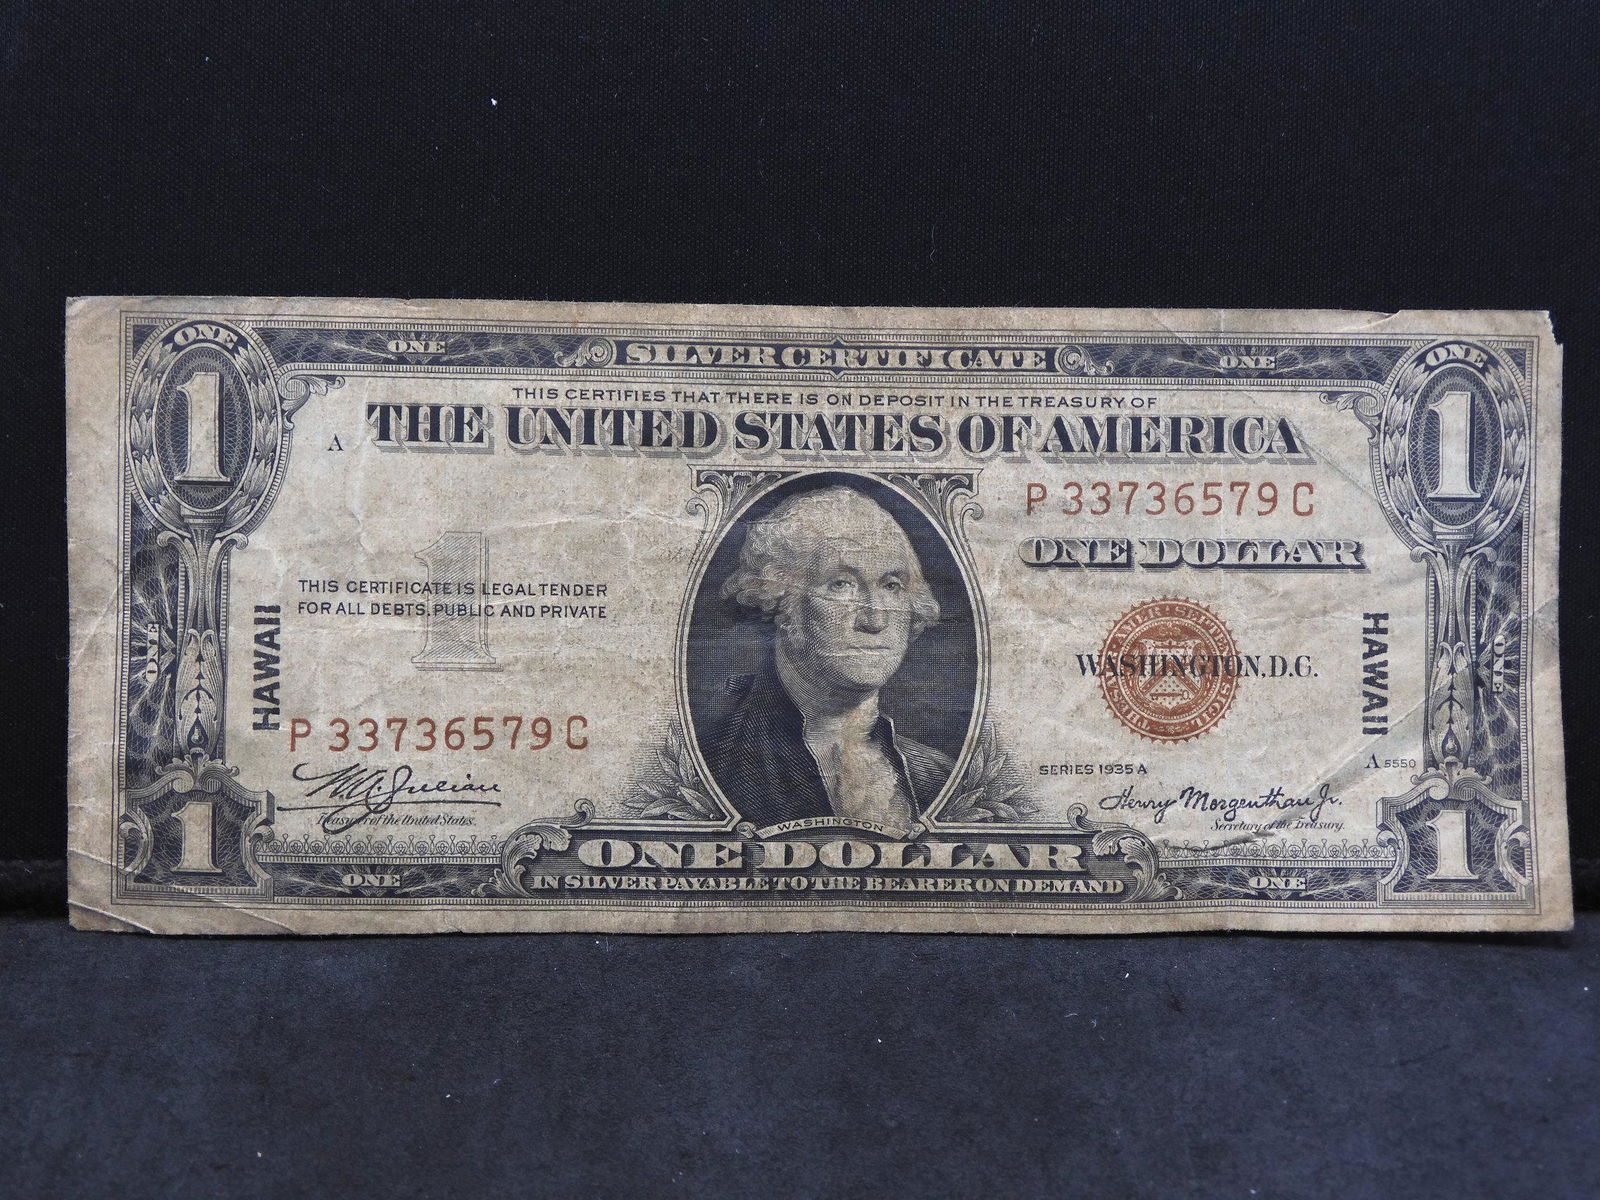 ONE
ONE
SILVER CERTIFICATE
ONE
ONE
1
1
THIS CERTIFIES THAT THERE IS ON DEPOSIT IN THE TREASURY OF
A
THE UNITED STATES OF AMERICA
P 33736579 C
ONE DOLLAR
1
THIS CERTIFICATE IS LEGAL TENDER
FOR ALL DEBTS, PUBLIC AND PRIVATE
ONE
HAWAII
WASHINGTON, D.C.
HAWAII
ONE
P 33736579 C
SERIES 1935 A
A 5550
W.A. Julian
Treasurer of the United States.
Henry Morgenthau Jr.
Secretary of the Treasury.
WASHINGTON
1
ONE DOLLAR
1
ONE
IN SILVER PAYABLE TO THE BEARER ON DEMAND
ONE